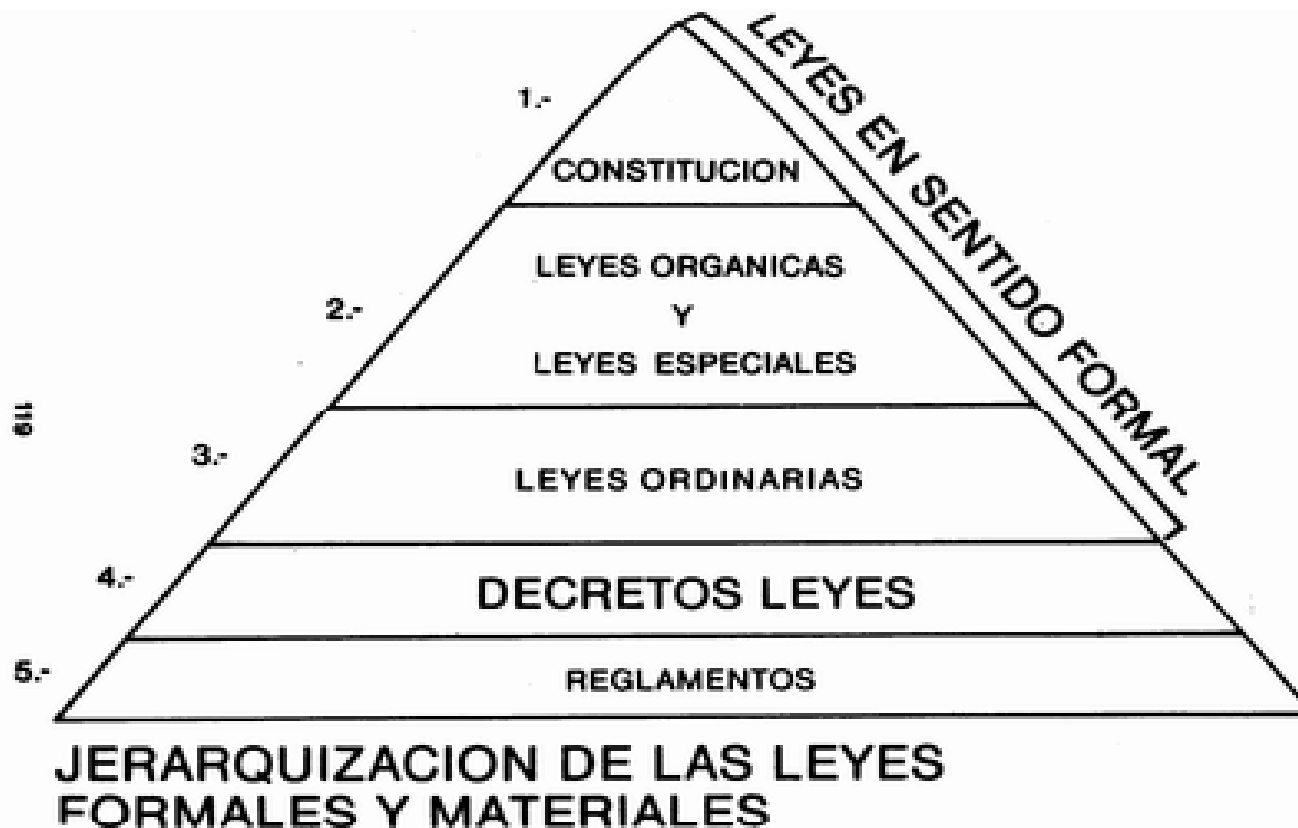 LEYES EN SENTIDO FORMAL
1.-
CONSTITUCION
2.-
LEYES ORGANICAS
Y
LEYES ESPECIALES
119
3.-
LEYES ORDINARIAS
4.-
DECRETOS LEYES
5.-
REGLAMENTOS
JERARQUIZACION DE LAS LEYES
FORMALES Y MATERIALES